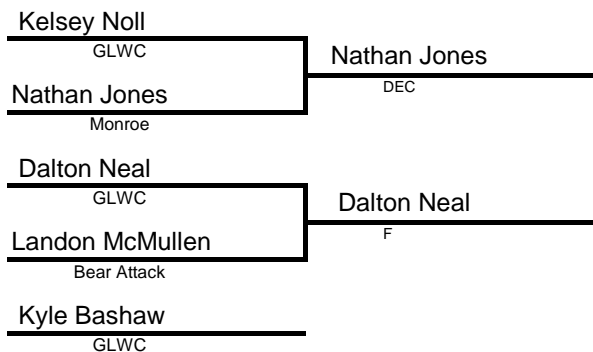 Kelsey Noll
GLWC
Nathan Jones
DEC
Nathan Jones
Monroe
Dalton Neal
GLWC
Dalton Neal
F
Landon McMullen
Bear Attack
Kyle Bashaw
GLWC